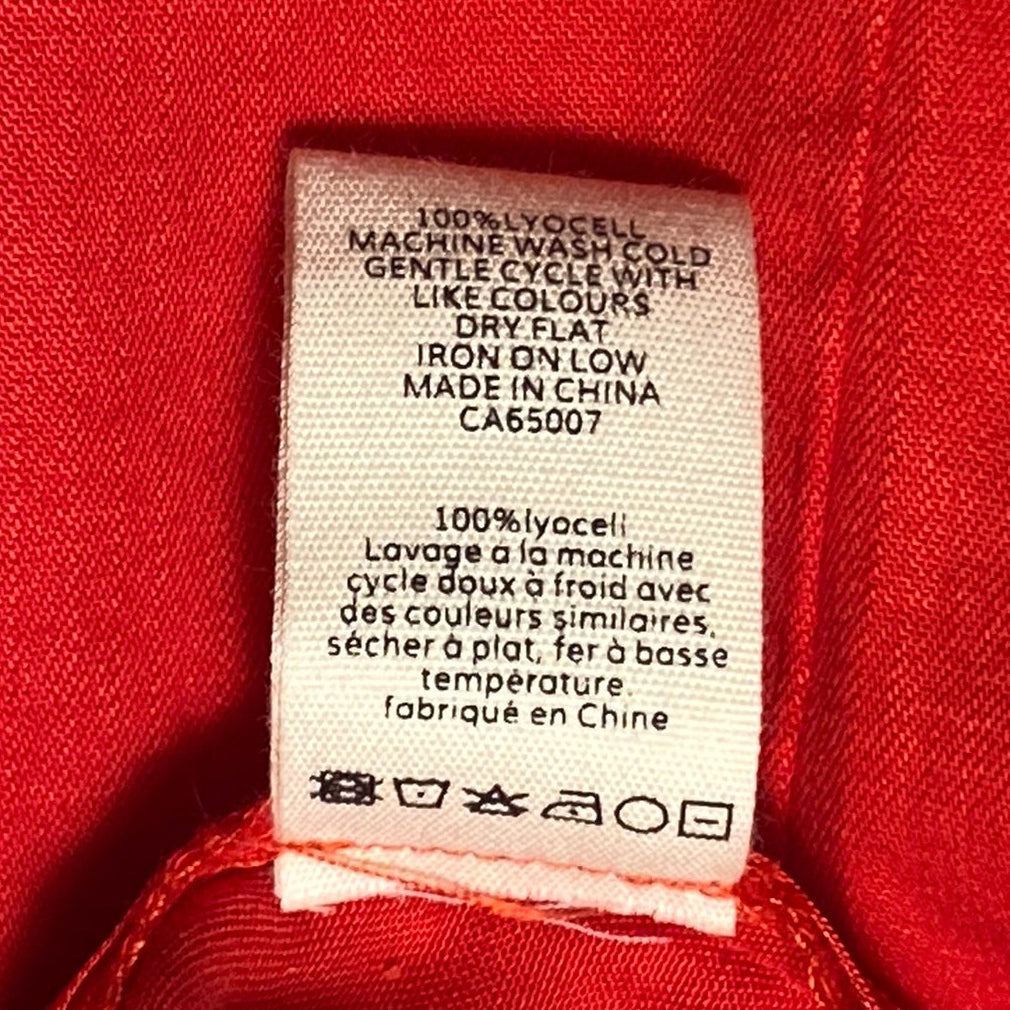 100%LYOCELL
MACHINE WASH COLD
GENTLE CYCLE WITH
LIKE COLOURS
DRY FLAT
IRON ON LOW
MADE IN CHINA
CA65007
100%lyocell
Lavage à la machine
cycle doux à froid avec
des couleurs similaires,
sécher à plat, fer à basse
température.
fabriqué en Chine